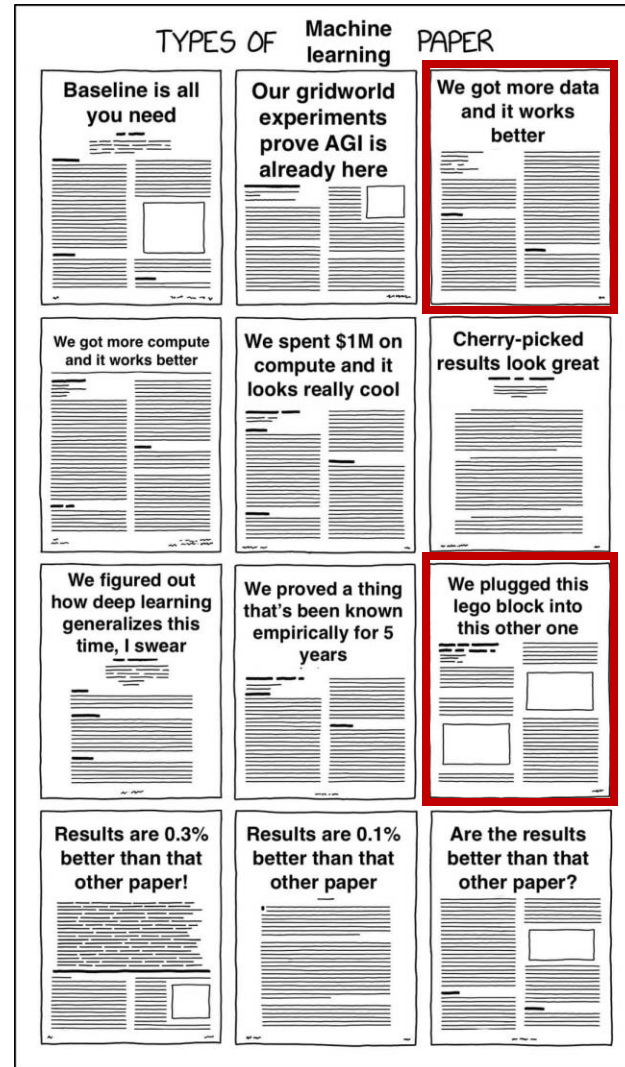 TYPES OF Machine learning PAPER
Baseline is all
you need
Our gridworld
experiments
prove AGI is
already here
We got more data
and it works
better
We got more compute
and it works better
We spent $1M on
compute and it
looks really cool
Cherry-picked
results look great
We figured out
how deep learning
generalizes this
time, I swear
We proved a thing
that's been known
empirically for 5
years
We plugged this
lego block into
this other one
Results are 0.3%
better than that
other paper!
Results are 0.1%
better than that
other paper
Are the results
better than that
other paper?